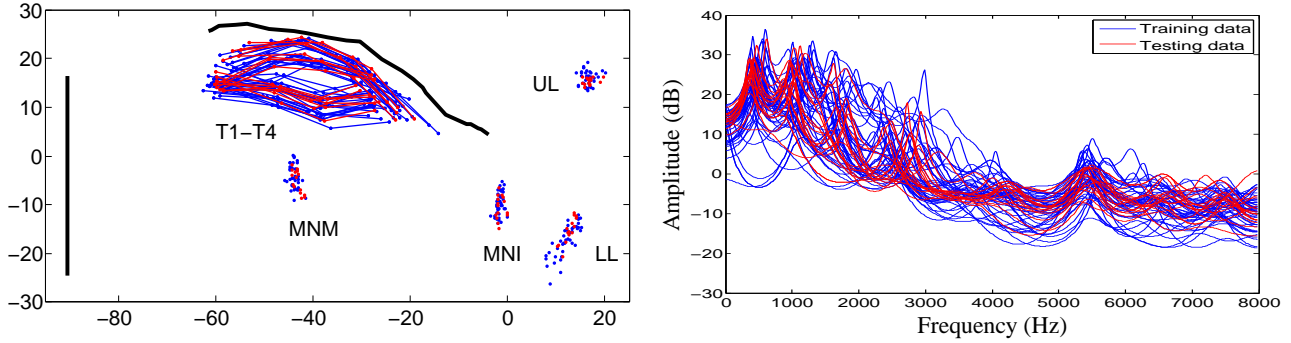 30
20
10
0
−10
−20
−30
−80 −60 −40 −20 0 20
T1−T4
MNM
MNI
UL
LL
40
30
20
10
0
−10
−20
−30
0 1000 2000 3000 4000 5000 6000 7000 8000
Amplitude (dB)
Frequency (Hz)
Training data
Testing data